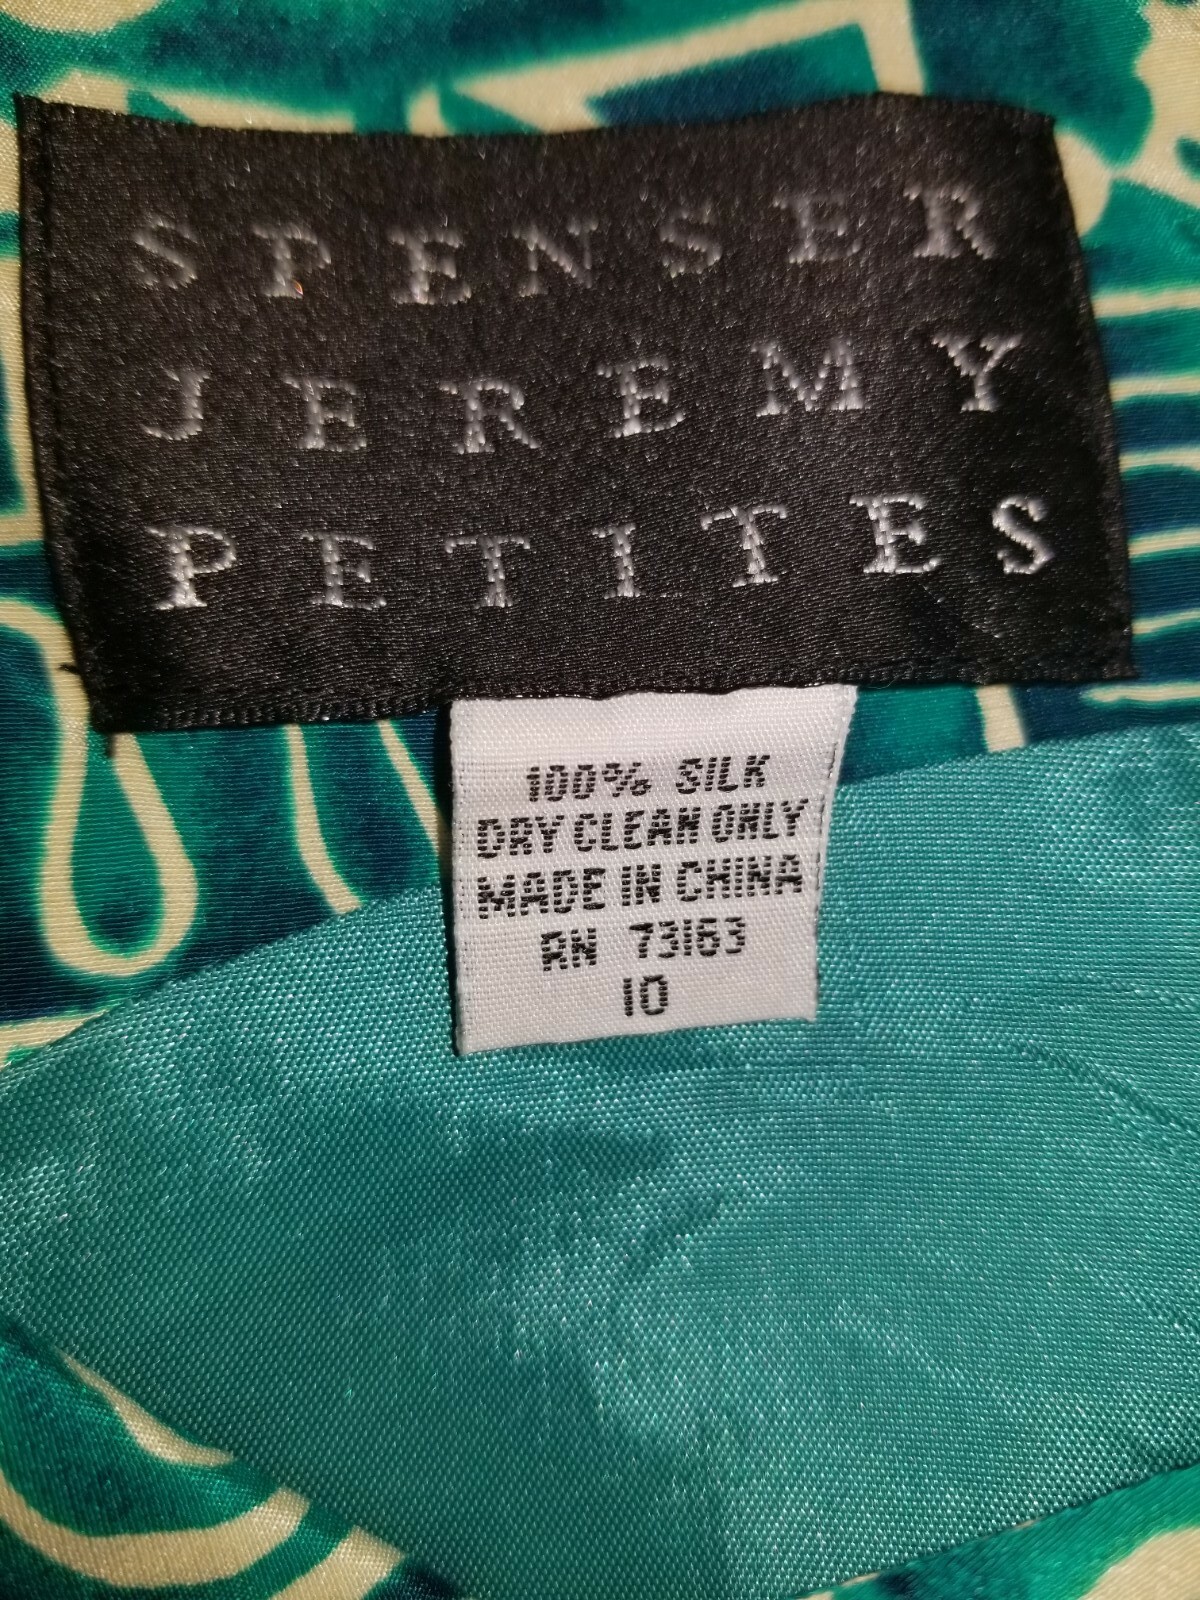 SPENSER
JEREMY
PETITES
100% SILK
DRY CLEAN ONLY
MADE IN CHINA
RN 73163
10